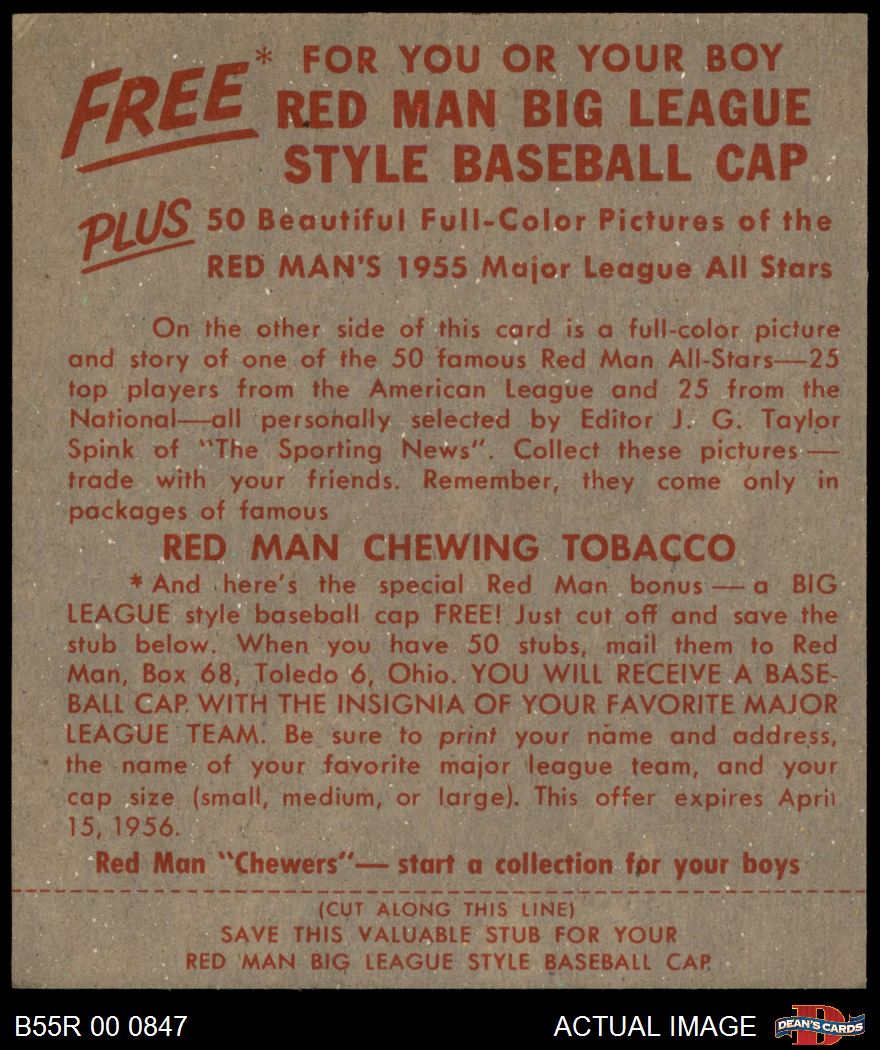 FREE* FOR YOU OR YOUR BOY
RED MAN BIG LEAGUE
STYLE BASEBALL CAP
PLUS 50 Beautiful Full-Color Pictures of the
RED MAN'S 1955 Major League All Stars
On the other side of this card is a full-color picture
and story of one of the 50 famous Red Man All-Stars—25
top players from the American League and 25 from the
National—all personally selected by Editor J. G. Taylor
Spink of "The Sporting News". Collect these pictures—
trade with your friends. Remember, they come only in
packages of famous
RED MAN CHEWING TOBACCO
*And here's the special Red Man bonus—a BIG
LEAGUE style baseball cap FREE! Just cut off and save the
stub below. When you have 50 stubs, mail them to Red
Man, Box 68, Toledo 6, Ohio. YOU WILL RECEIVE A BASE-
BALL CAP WITH THE INSIGNIA OF YOUR FAVORITE MAJOR
LEAGUE TEAM. Be sure to print your name and address,
the name of your favorite major league team, and your
cap size (small, medium, or large). This offer expires April
15, 1956.
Red Man "Chewers"—start a collection for your boys
(CUT ALONG THIS LINE)
SAVE THIS VALUABLE STUB FOR YOUR
RED MAN BIG LEAGUE STYLE BASEBALL CAP
B55R 00 0847
ACTUAL IMAGE
DEAN'S CARDS